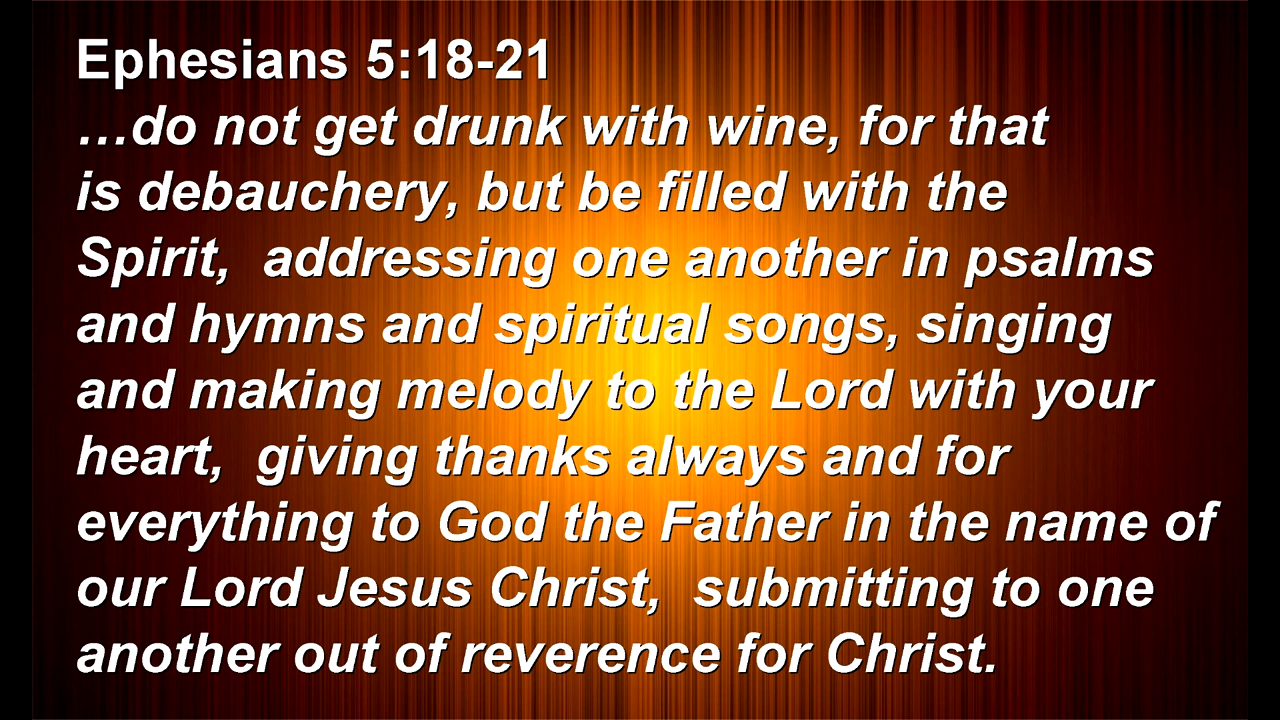 Ephesians 5:18-21
…do not get drunk with wine, for that
is debauchery, but be filled with the
Spirit,  addressing one another in psalms
and hymns and spiritual songs, singing
and making melody to the Lord with your
heart,  giving thanks always and for
everything to God the Father in the name of
our Lord Jesus Christ,  submitting to one
another out of reverence for Christ.